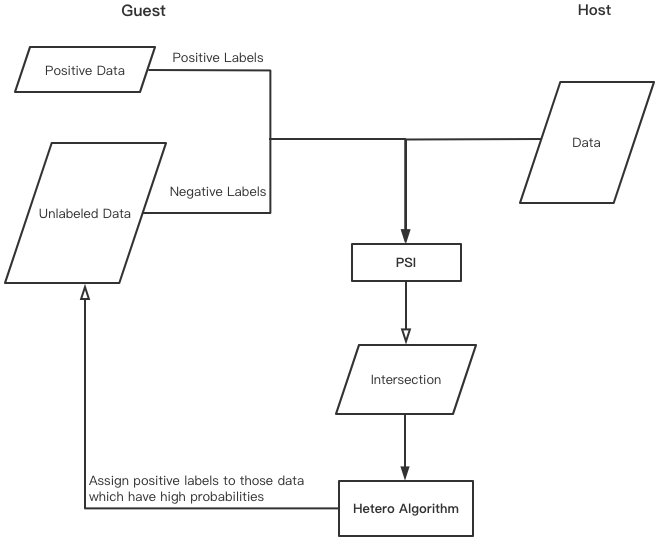 Guest
Host
Positive Labels
Positive Data
Data
Negative Labels
Unlabeled Data
PSI
Intersection
Assign positive labels to those data
which have high probabilities
Hetero Algorithm